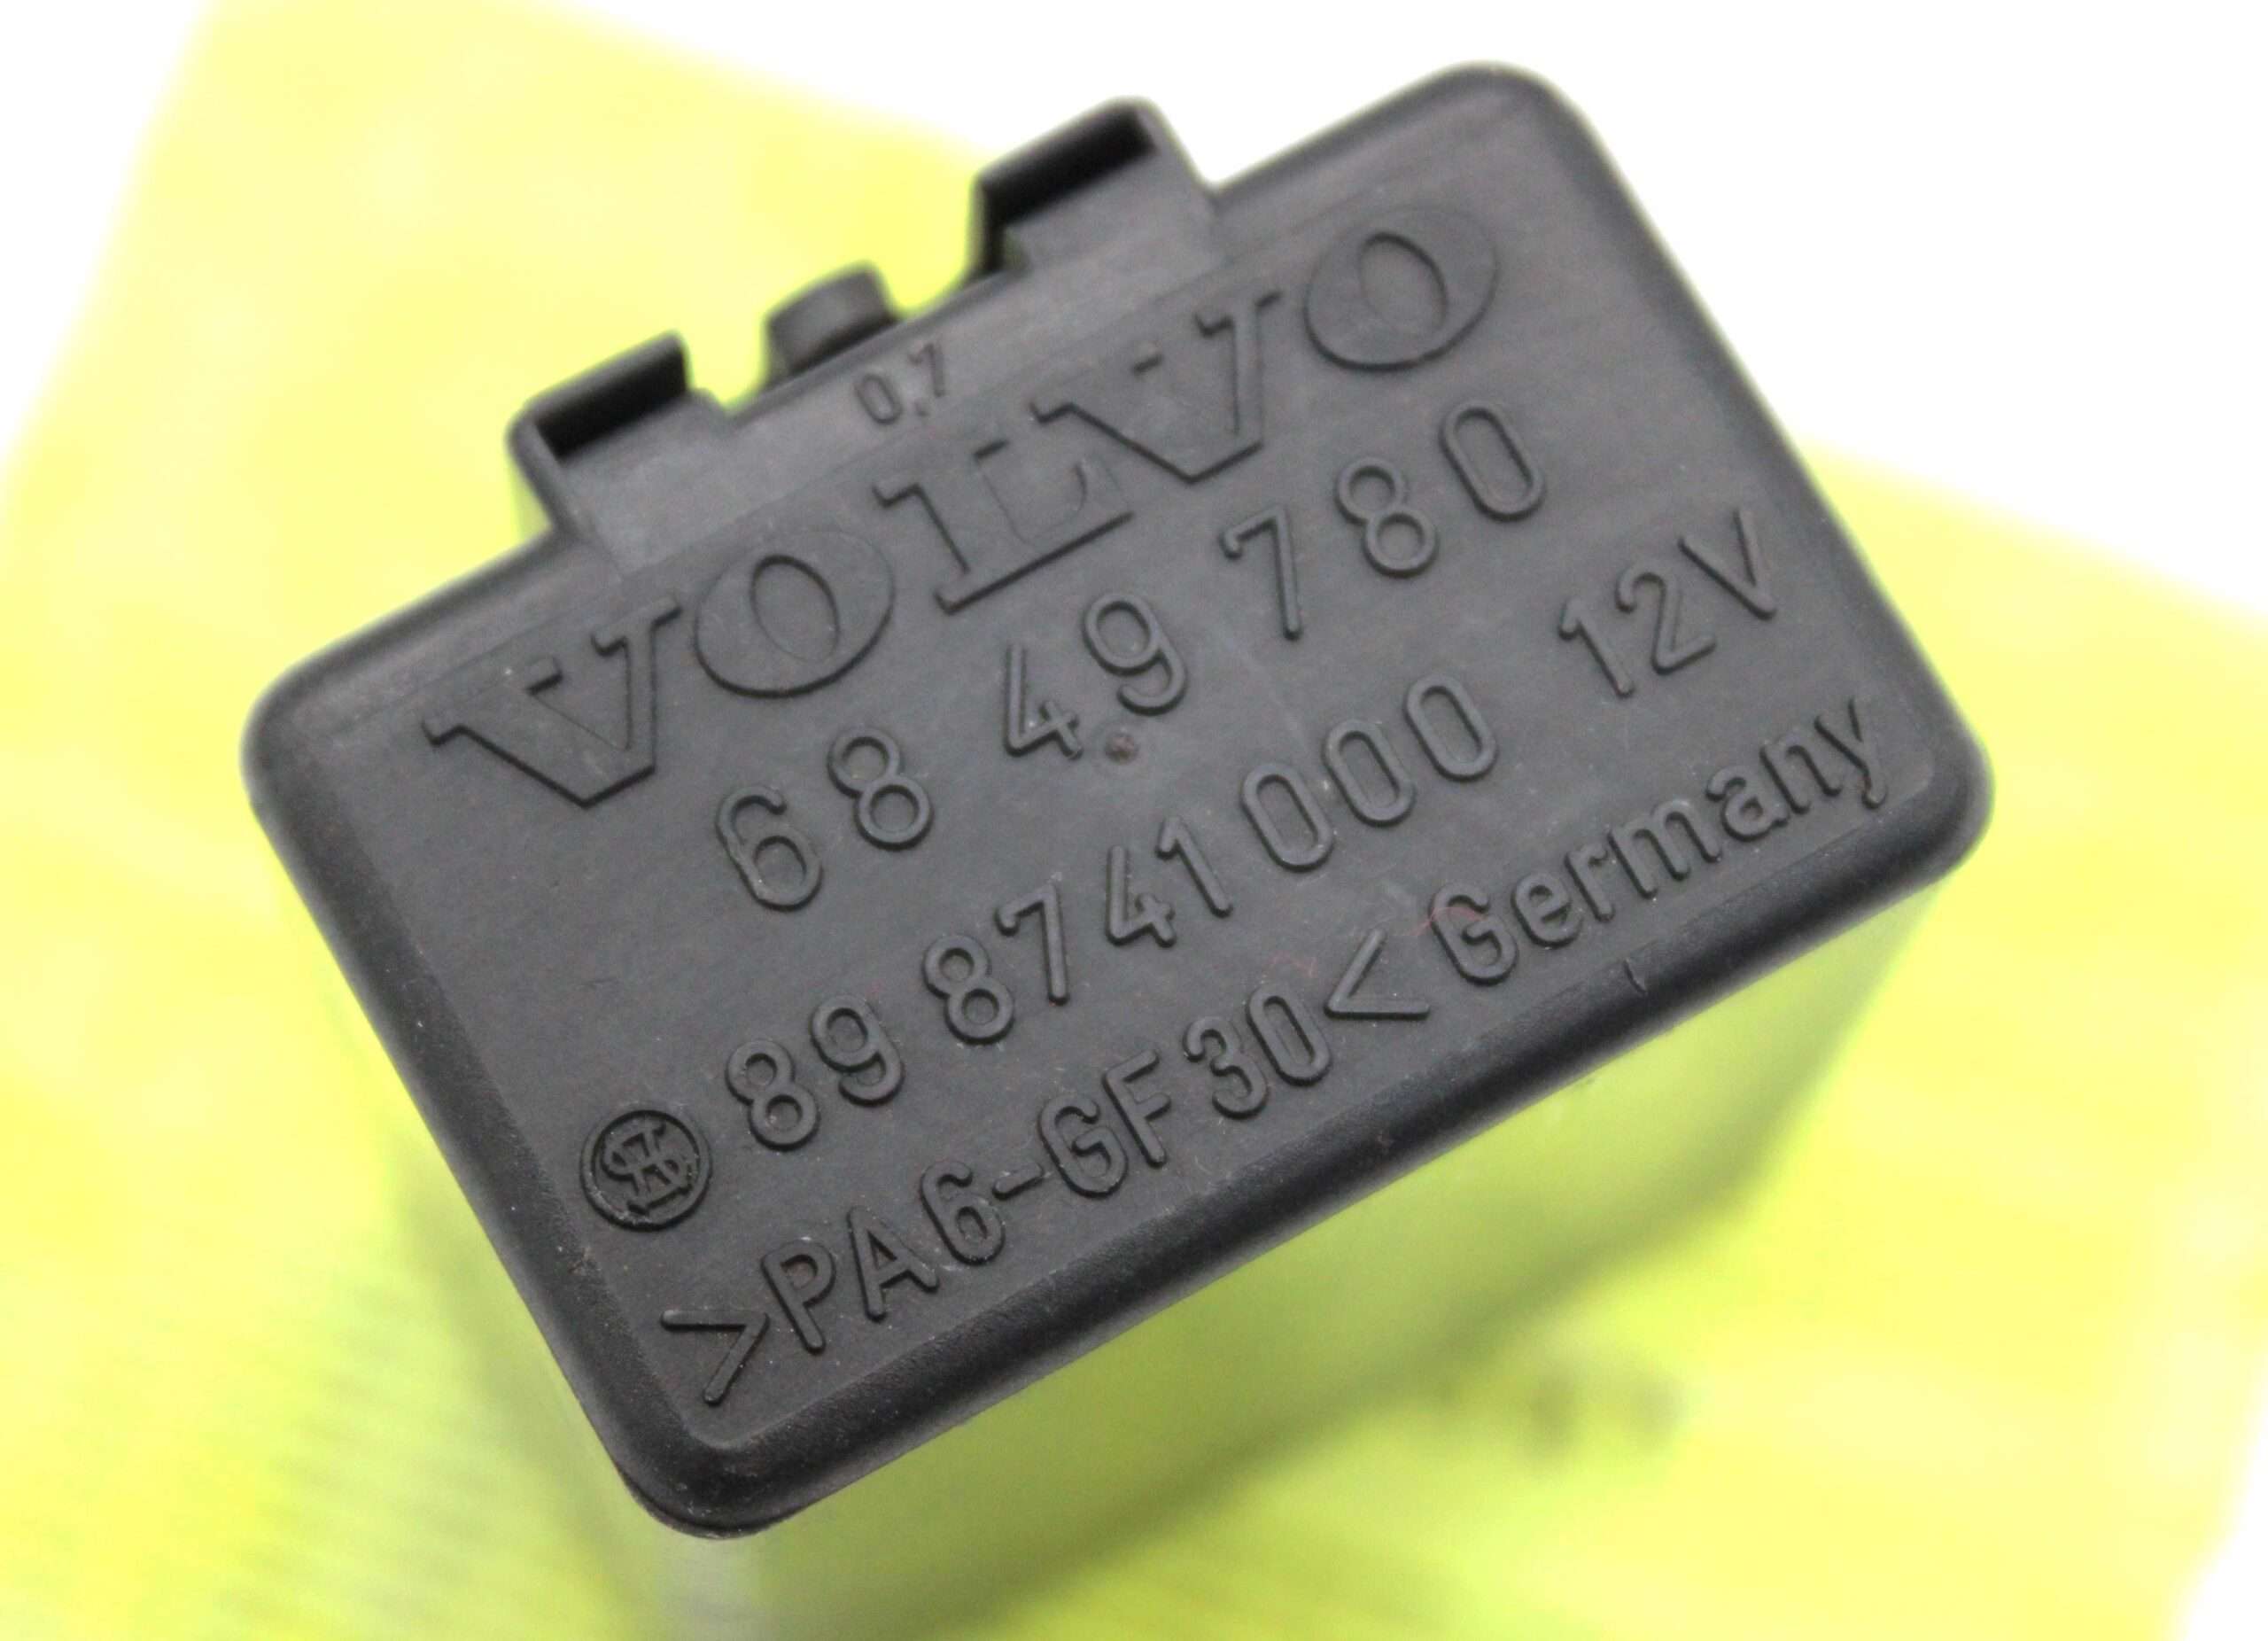 0,7
VOLVO
68 49 780
89 8741 000 12V
>PA6-GF30< Germany